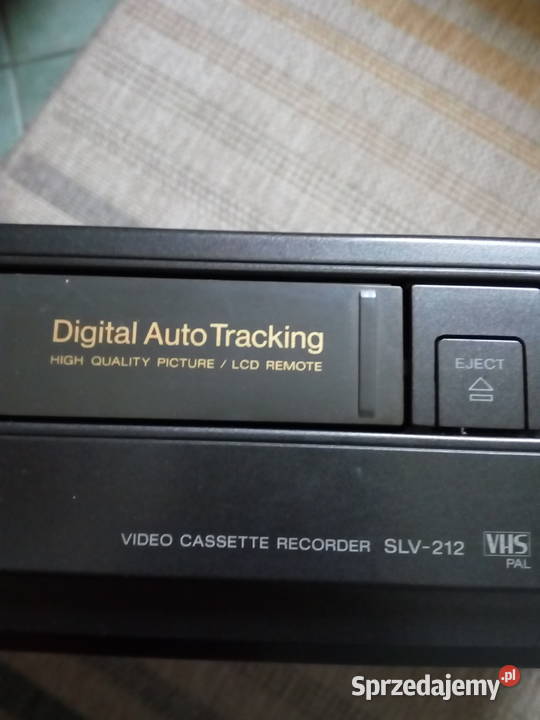 Digital Auto Tracking
HIGH QUALITY PICTURE / LCD REMOTE
EJECT
VIDEO CASSETTE RECORDER SLV-212 VHS
PAL
Sprzedajemy.pl